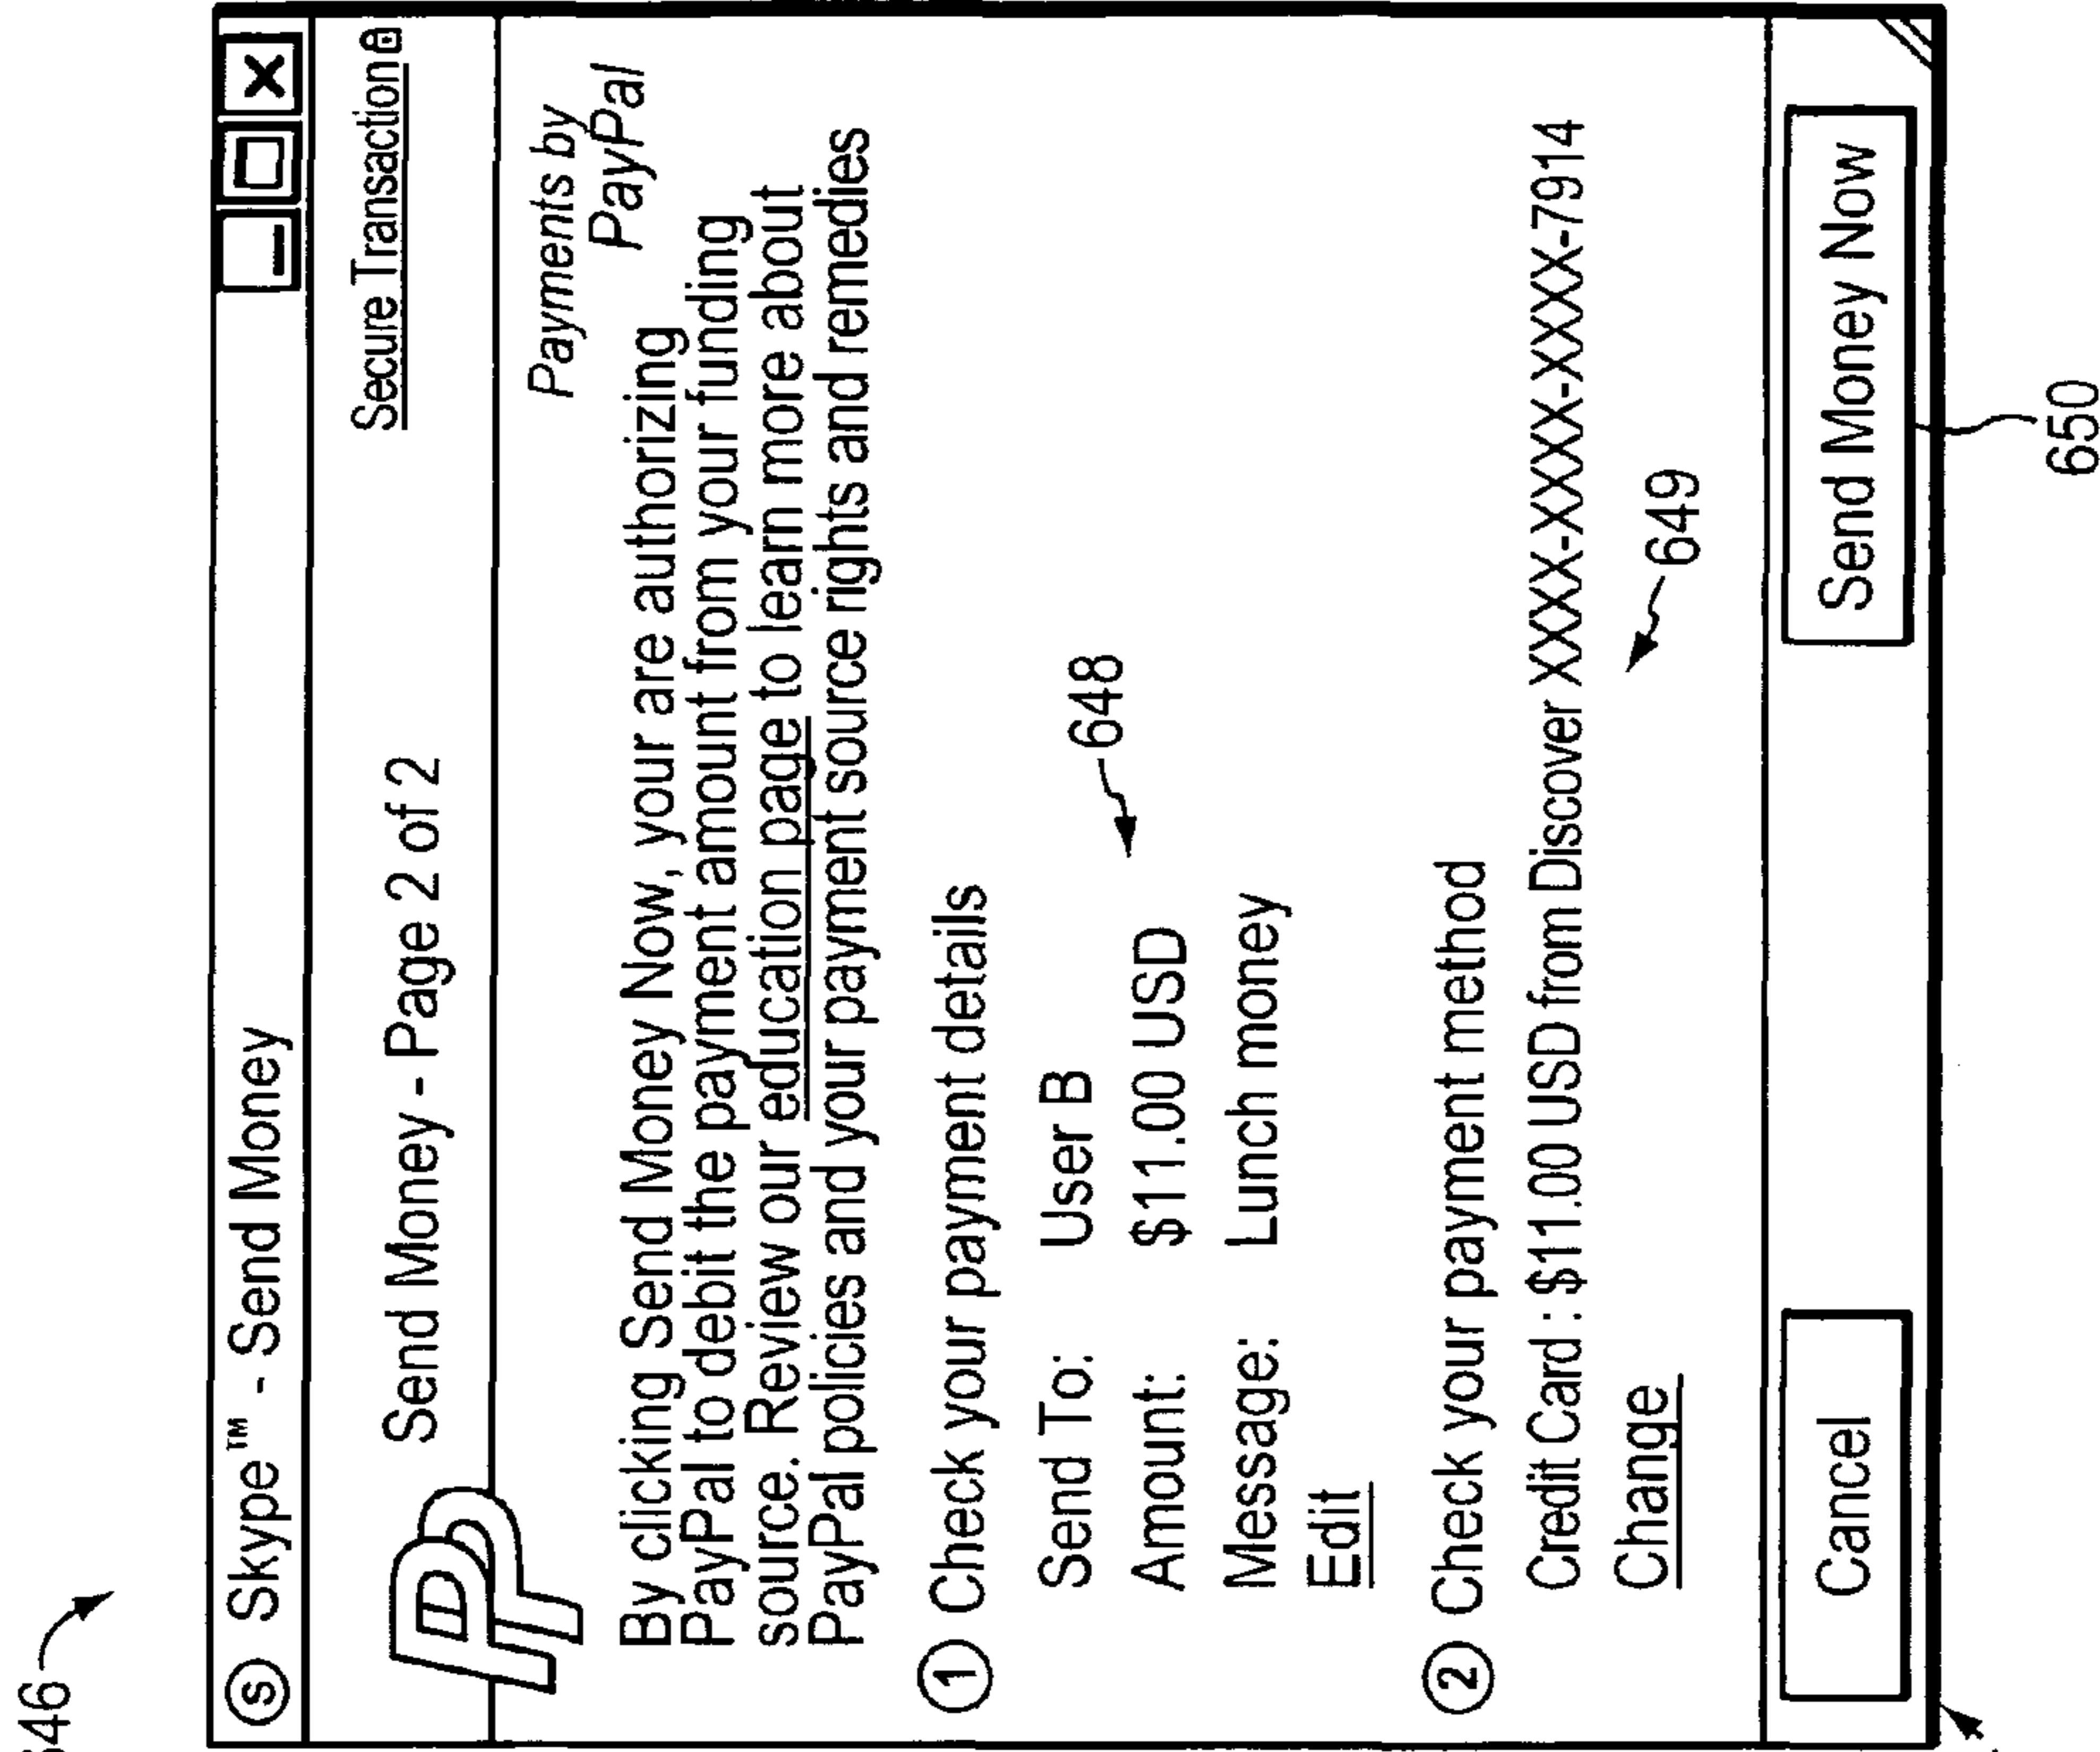 S Skype™ - Send Money
Send Money - Page 2 of 2
Secure Transaction
Payments by
PayPal
By clicking Send Money Now, your are authorizing
PayPal to debit the payment amount from your funding
source. Review our education page to learn more about
PayPal policies and your payment source rights and remedies
1 Check your payment details
Send To: User B
Amount: $11.00 USD
Message: Lunch money
Edit
648
2 Check your payment method
Credit Card : $11.00 USD from Discover XXXX-XXXX-XXXX-7914
Change
649
Cancel
Send Money Now
650